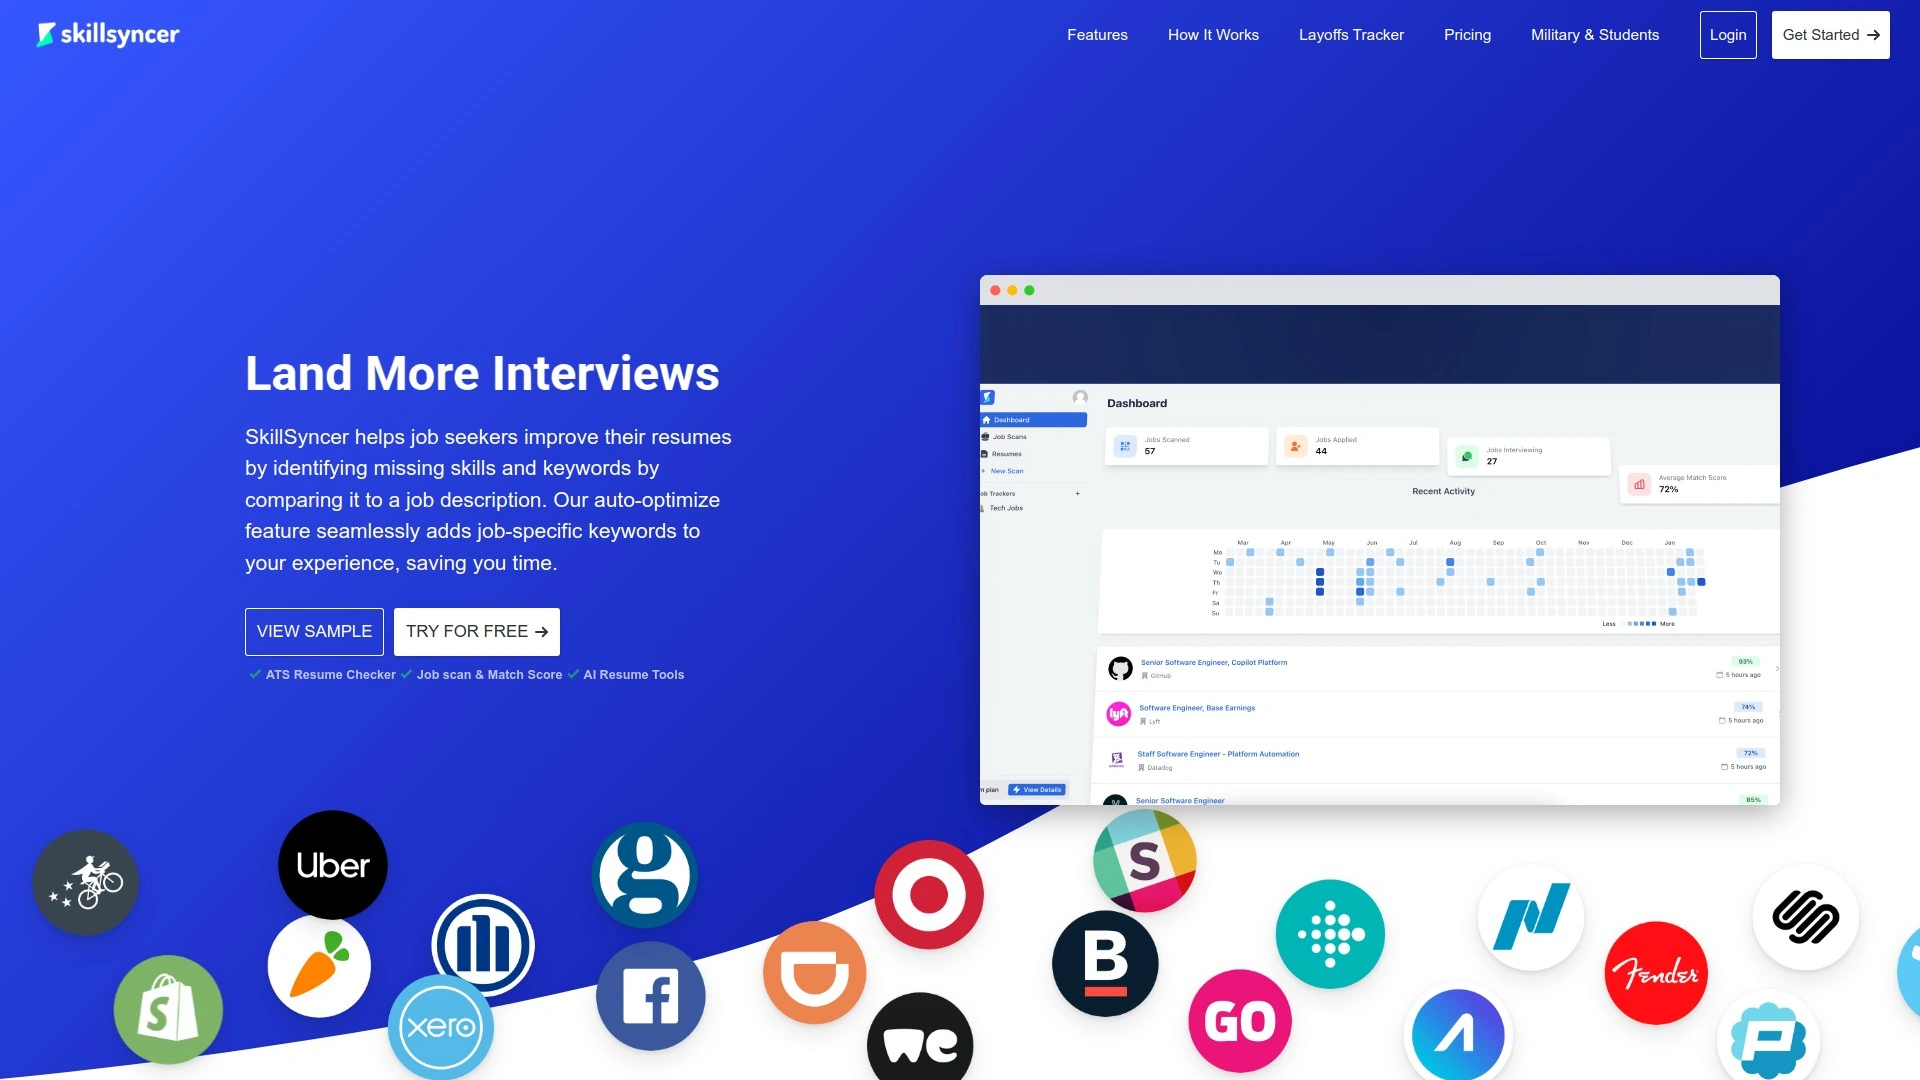 skillsyncer
Features
How It Works
Layoffs Tracker
Pricing
Military & Students
Login
Get Started
Land More Interviews
SkillSyncer helps job seekers improve their resumes
by identifying missing skills and keywords by
comparing it to a job description. Our auto-optimize
feature seamlessly adds job-specific keywords to
your experience, saving you time.
VIEW SAMPLE
TRY FOR FREE
ATS Resume Checker
Job scan & Match Score
AI Resume Tools
Dashboard
Job Scans
Resumes
+ New Scan
ob Trackers +
Tech Jobs
m plan
View Details
Dashboard
Jobs Scanned
57
Jobs Applied
44
Jobs Interviewing
27
Average Match Score
72%
Recent Activity
Mar Apr May Jun Jul Aug Sep Oct Nov Dec Jan
Mo
Tu
We
Th
Fr
Sa
Su
Less More
Senior Software Engineer, Copilot Platform
GitHub
93%
5 hours ago
lyft
Software Engineer, Base Earnings
Lyft
74%
5 hours ago
Staff Software Engineer - Platform Automation
Datadog
72%
5 hours ago
Senior Software Engineer
85%
Uber
g
S
B
GO
Fender
S
xero
f
we
P